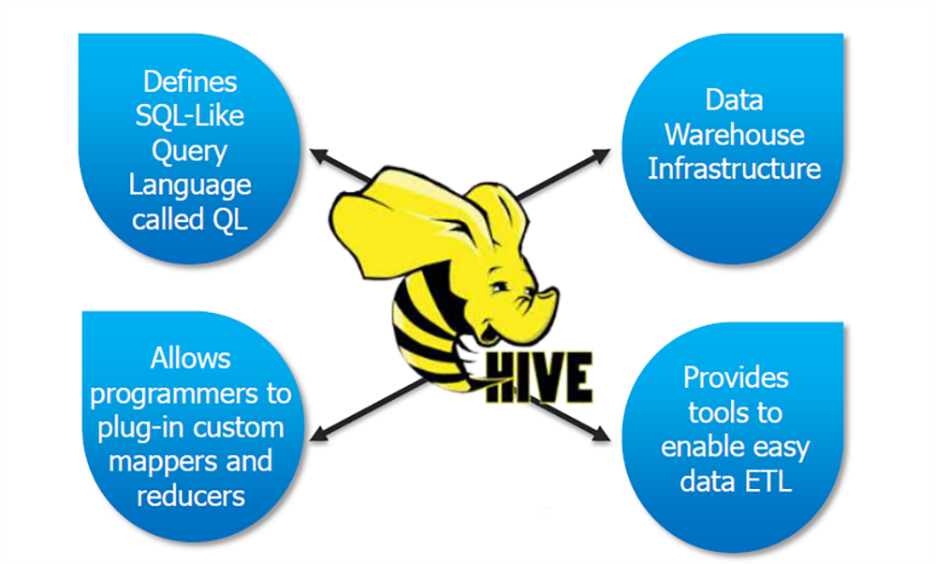 Defines
SQL-Like
Query
Language
called QL
Data
Warehouse
Infrastructure
HIVE
Allows
programmers to
plug-in custom
mappers and
reducers
Provides
tools to
enable easy
data ETL